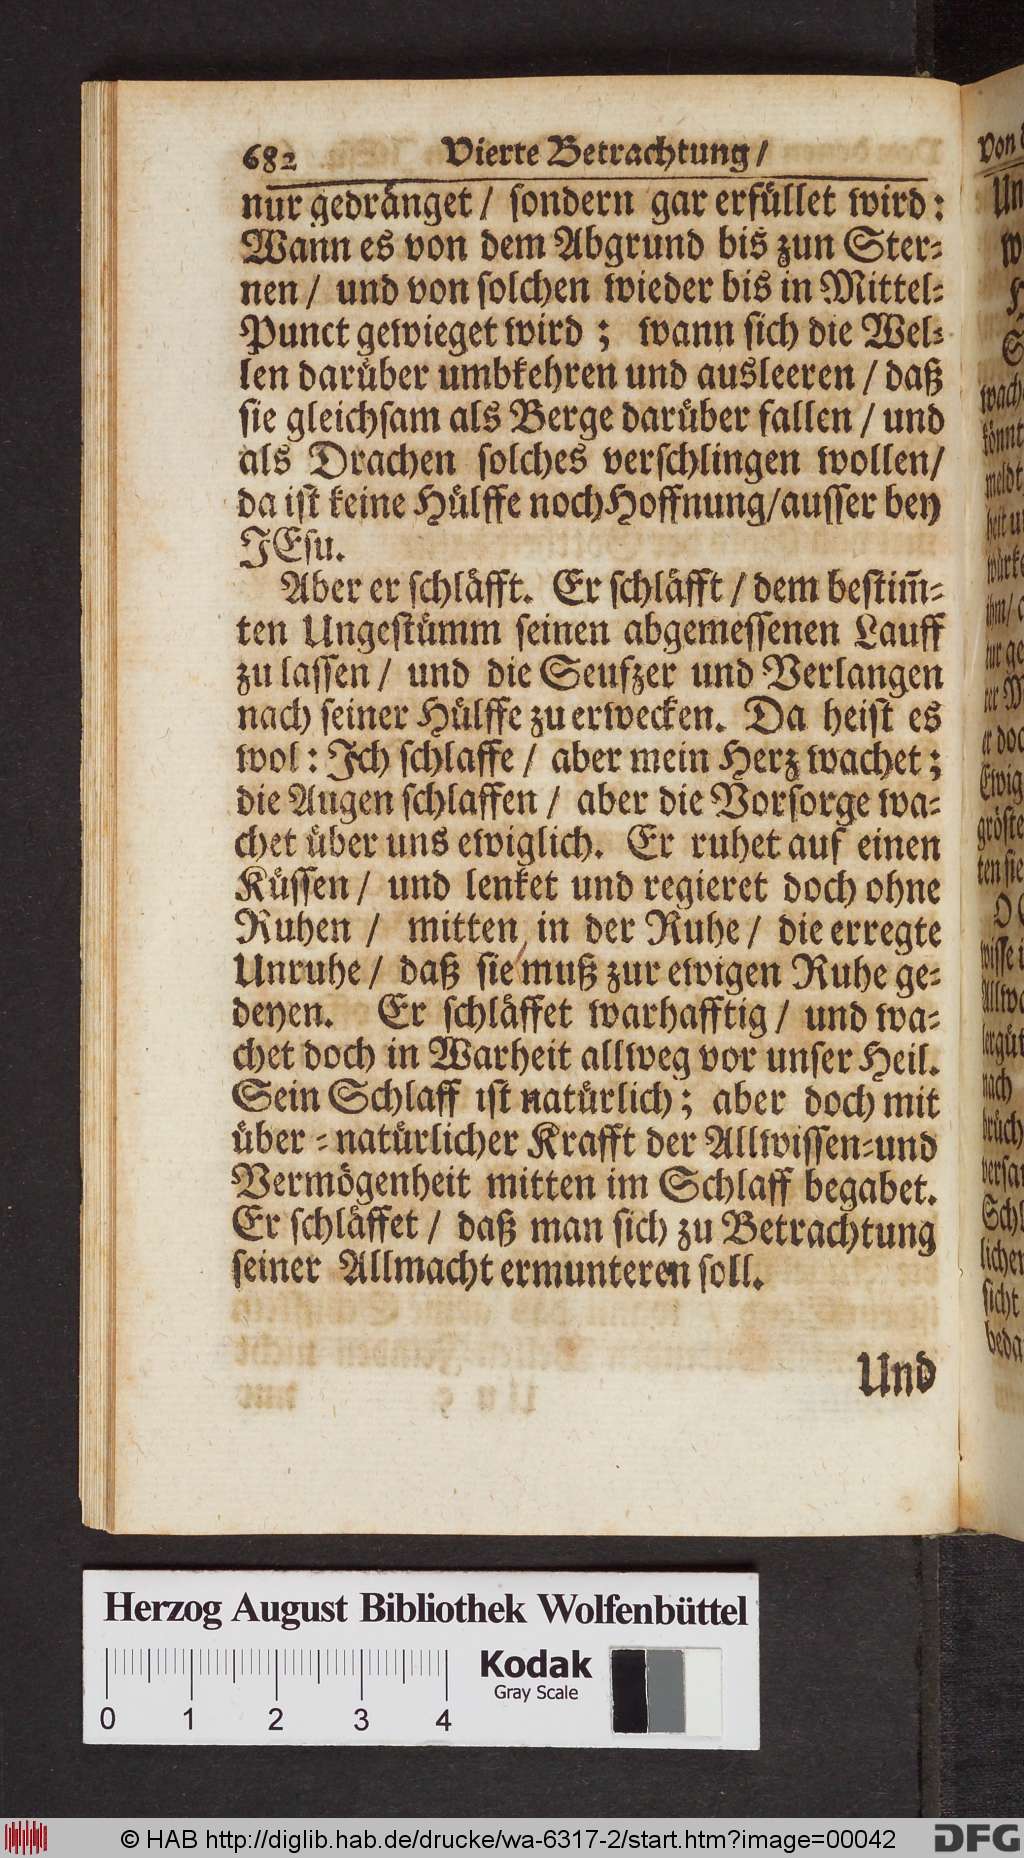 682 Vierte Betrachtung /
nur gedränget / sondern gar erfüllet wird:
Wann es von dem Abgrund bis zun Ster-
nen / und von solchen wieder bis in Mittel-
Punct gewieget wird ; wann sich die Wel-
len darüber umbkehren und ausleeren / daß
sie gleichsam als Berge darüber fallen / und
als Drachen solches verschlingen wollen/
da ist keine Hülffe noch Hoffnung/ausser bey
JEsu.
Aber er schläfft. Er schläfft / dem bestim̃-
ten Ungestümm seinen abgemessenen Lauff
zu lassen / und die Seufzer und Verlangen
nach seiner Hülffe zu erwecken. Da heist es
wol : Ich schlaffe / aber mein Herz wachet ;
die Augen schlaffen / aber die Vorsorge wa-
chet über uns ewiglich. Er ruhet auf einen
Küssen / und lenket und regieret doch ohne
Ruhen / mitten in der Ruhe / die erregte
Unruhe / daß sie muß zur ewigen Ruhe ge-
deyen. Er schläffet warhafftig / und wa-
chet doch in Warheit allweg vor unser Heil.
Sein Schlaff ist natürlich ; aber doch mit
über-natürlicher Krafft der Allwissen-und
Vermögenheit mitten im Schlaff begabet.
Er schläffet / daß man sich zu Betrachtung
seiner Allmacht ermunteren soll.
Und
Herzog August Bibliothek Wolfenbüttel
0 1 2 3 4
Kodak
Gray Scale
© HAB http://diglib.hab.de/drucke/wa-6317-2/start.htm?image=00042
DFG